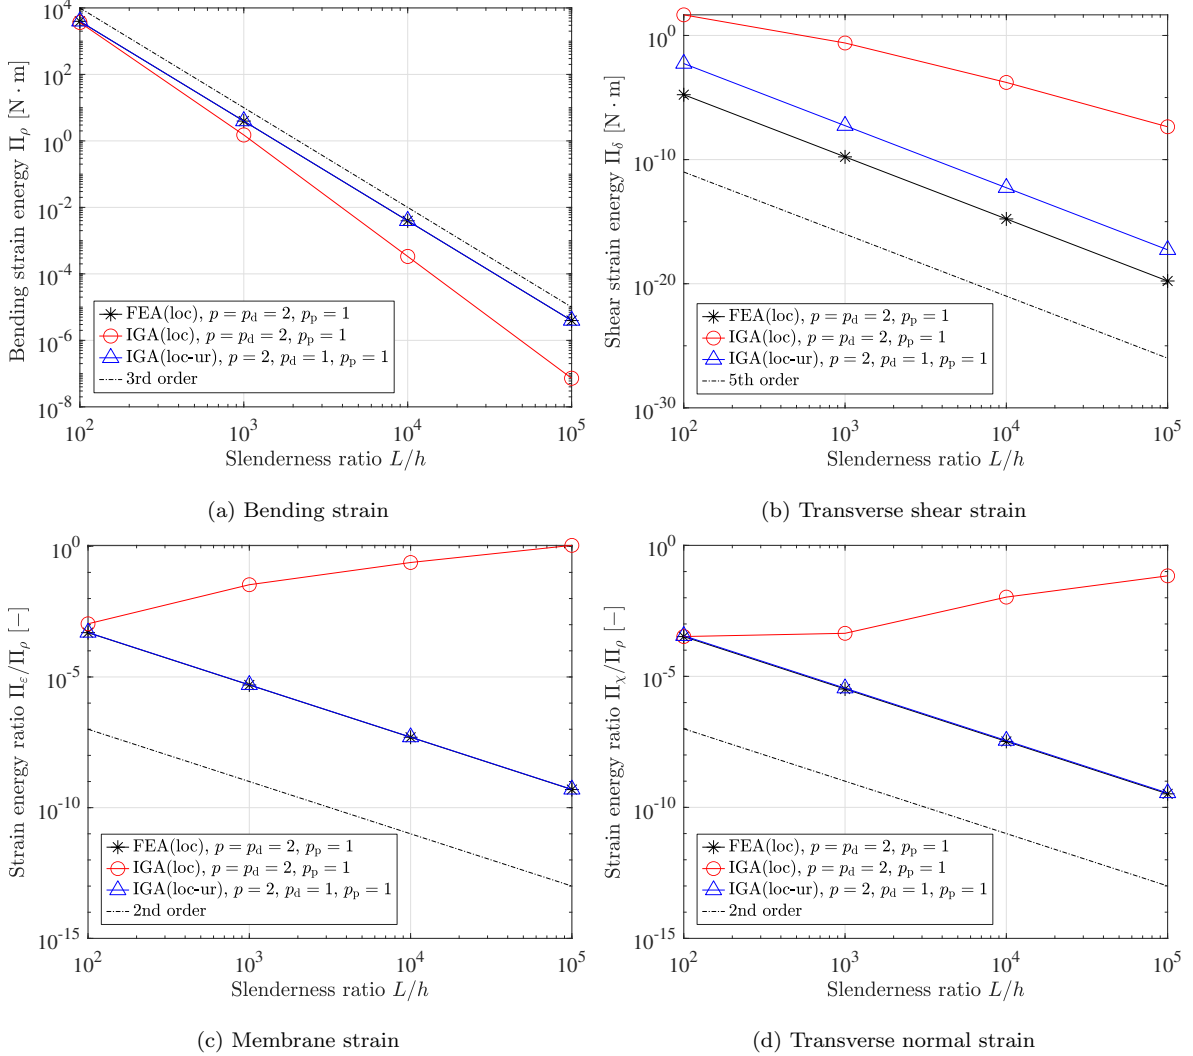 10^4
10^2
10^0
10^-2
10^-4
10^-6
10^-8
Bending strain energy Π_ρ [N · m]
FEA(loc), p = p_d = 2, p_p = 1
IGA(loc), p = p_d = 2, p_p = 1
IGA(loc-ur), p = 2, p_d = 1, p_p = 1
3rd order
10^2 10^3 10^4 10^5
Slenderness ratio L/h
(a) Bending strain
10^0
10^-10
10^-20
10^-30
Shear strain energy Π_δ [N · m]
FEA(loc), p = p_d = 2, p_p = 1
IGA(loc), p = p_d = 2, p_p = 1
IGA(loc-ur), p = 2, p_d = 1, p_p = 1
5th order
10^2 10^3 10^4 10^5
Slenderness ratio L/h
(b) Transverse shear strain
10^0
10^-5
10^-10
10^-15
Strain energy ratio Π_ε/Π_ρ [−]
FEA(loc), p = p_d = 2, p_p = 1
IGA(loc), p = p_d = 2, p_p = 1
IGA(loc-ur), p = 2, p_d = 1, p_p = 1
2nd order
10^2 10^3 10^4 10^5
Slenderness ratio L/h
(c) Membrane strain
10^0
10^-5
10^-10
10^-15
Strain energy ratio Π_χ/Π_ρ [−]
FEA(loc), p = p_d = 2, p_p = 1
IGA(loc), p = p_d = 2, p_p = 1
IGA(loc-ur), p = 2, p_d = 1, p_p = 1
2nd order
10^2 10^3 10^4 10^5
Slenderness ratio L/h
(d) Transverse normal strain